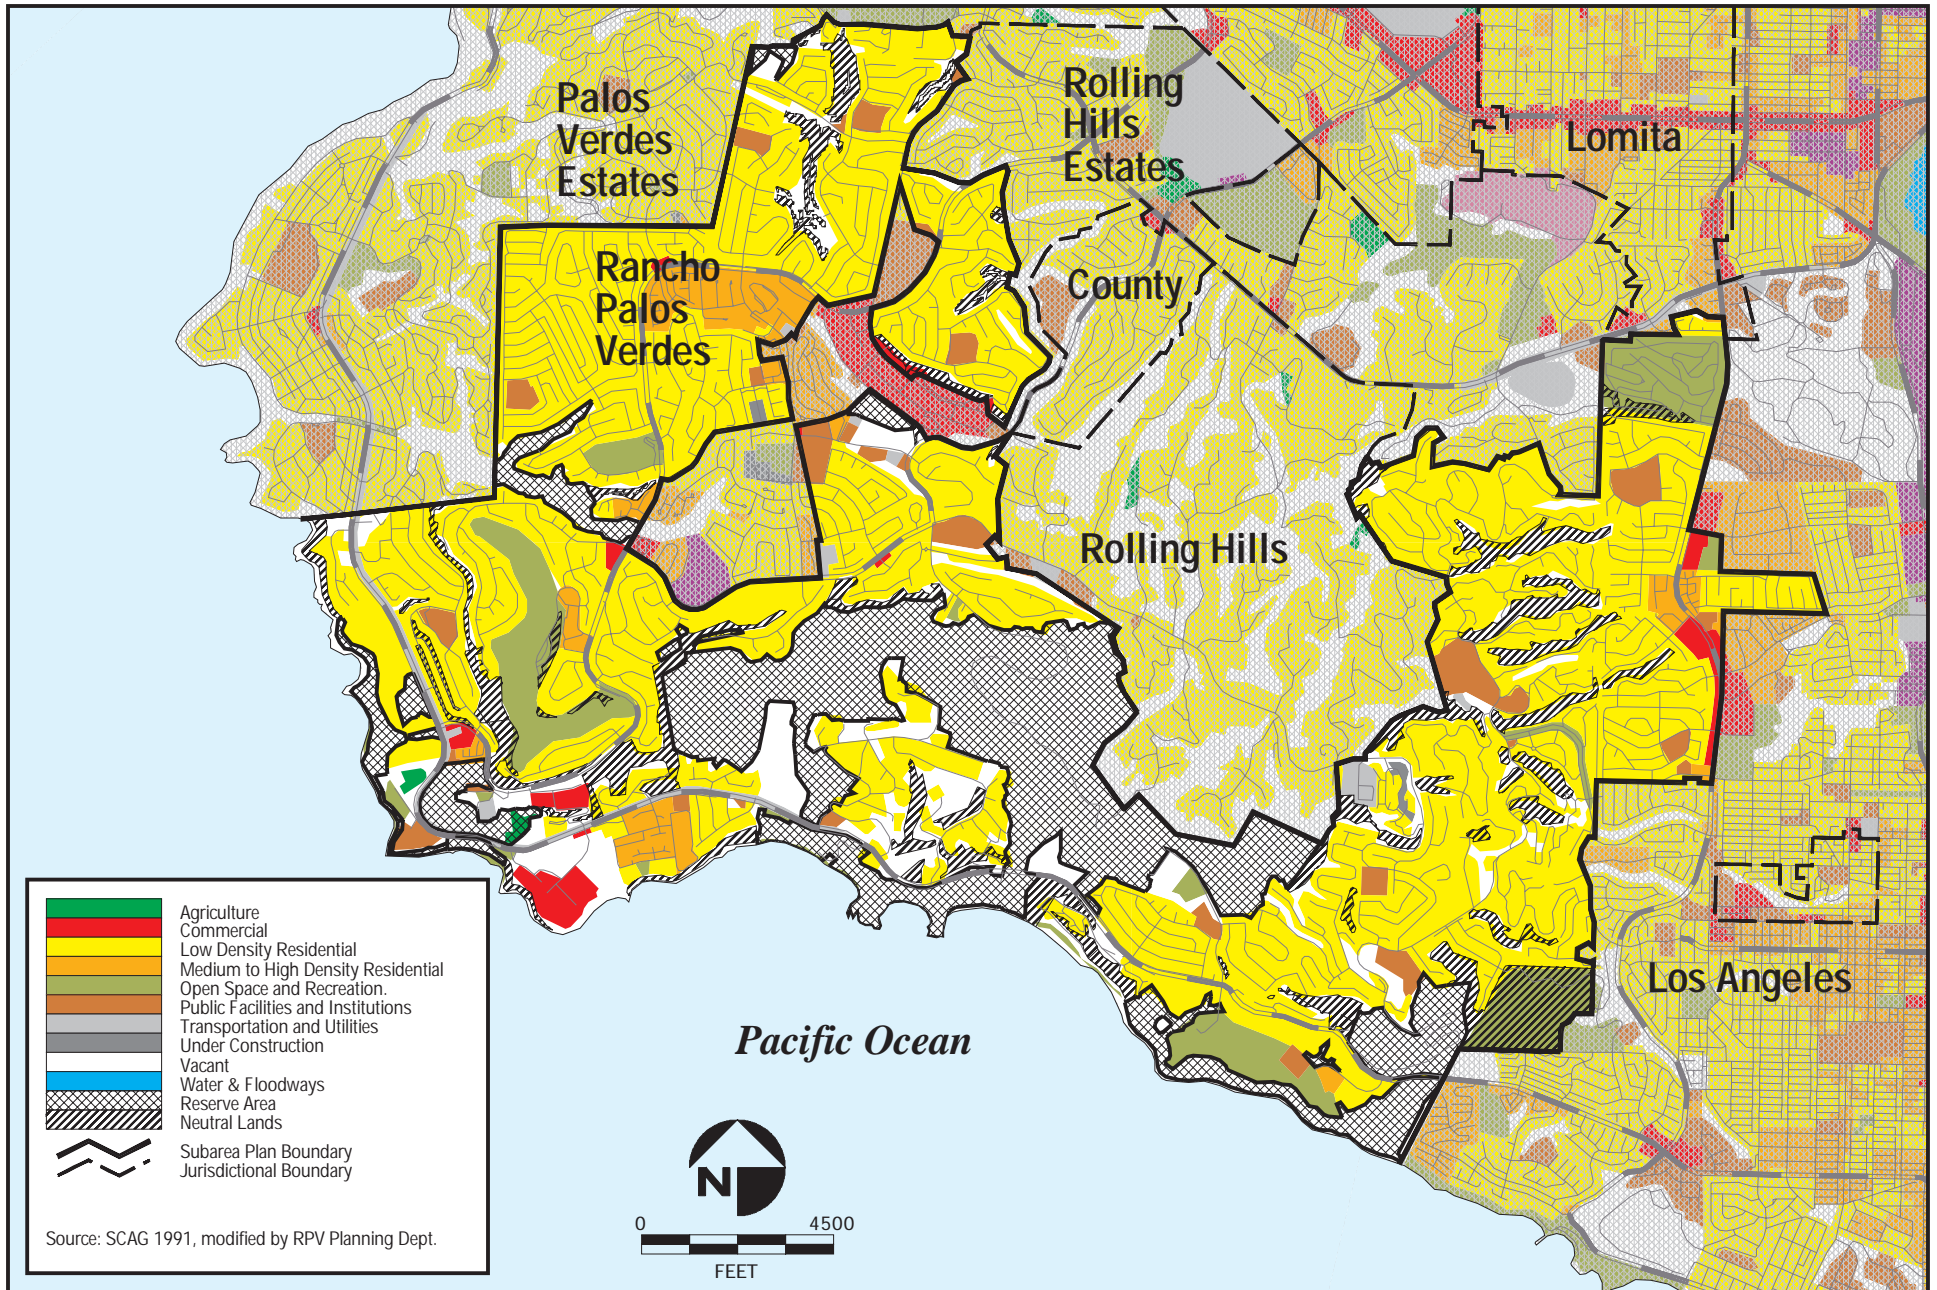 Palos
Verdes
Estates
Rolling
Hills
Estates
Lomita
Rancho
Palos
Verdes
County
Rolling Hills
Los Angeles
Pacific Ocean
Agriculture
Commercial
Low Density Residential
Medium to High Density Residential
Open Space and Recreation.
Public Facilities and Institutions
Transportation and Utilities
Under Construction
Vacant
Water & Floodways
Reserve Area
Neutral Lands
Subarea Plan Boundary
Jurisdictional Boundary
Source: SCAG 1991, modified by RPV Planning Dept.
N
0 4500
FEET